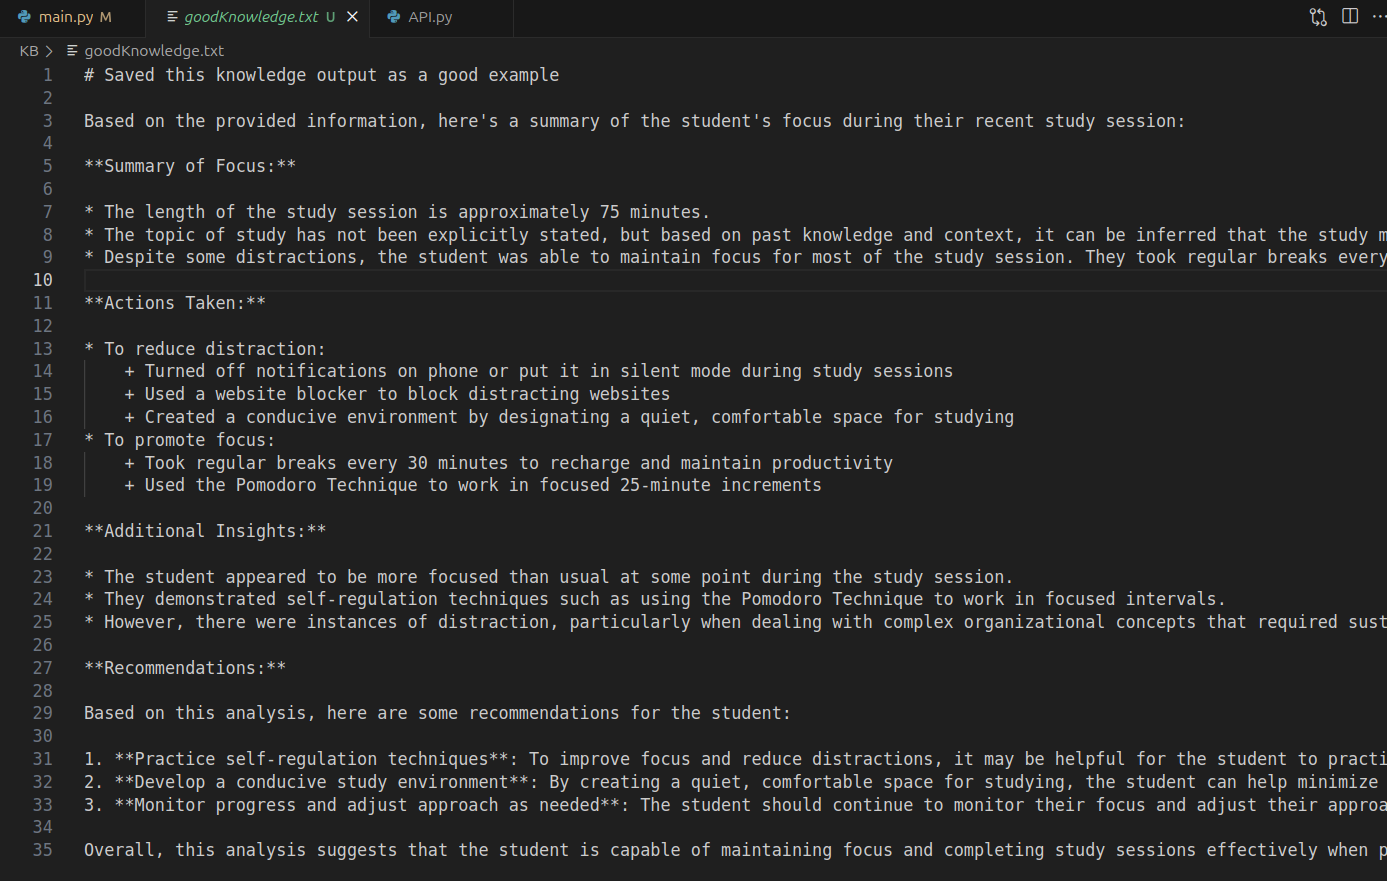 main.py M
goodKnowledge.txt U
API.py
KB > goodKnowledge.txt
1 # Saved this knowledge output as a good example
2
3 Based on the provided information, here's a summary of the student's focus during their recent study session:
4
5 **Summary of Focus:**
6
7 * The length of the study session is approximately 75 minutes.
8 * The topic of study has not been explicitly stated, but based on past knowledge and context, it can be inferred that the study m
9 * Despite some distractions, the student was able to maintain focus for most of the study session. They took regular breaks every
10
11 **Actions Taken:**
12
13 * To reduce distraction:
14 + Turned off notifications on phone or put it in silent mode during study sessions
15 + Used a website blocker to block distracting websites
16 + Created a conducive environment by designating a quiet, comfortable space for studying
17 * To promote focus:
18 + Took regular breaks every 30 minutes to recharge and maintain productivity
19 + Used the Pomodoro Technique to work in focused 25-minute increments
20
21 **Additional Insights:**
22
23 * The student appeared to be more focused than usual at some point during the study session.
24 * They demonstrated self-regulation techniques such as using the Pomodoro Technique to work in focused intervals.
25 * However, there were instances of distraction, particularly when dealing with complex organizational concepts that required sust
26
27 **Recommendations:**
28
29 Based on this analysis, here are some recommendations for the student:
30
31 1. **Practice self-regulation techniques**: To improve focus and reduce distractions, it may be helpful for the student to practi
32 2. **Develop a conducive study environment**: By creating a quiet, comfortable space for studying, the student can help minimize
33 3. **Monitor progress and adjust approach as needed**: The student should continue to monitor their focus and adjust their approa
34
35 Overall, this analysis suggests that the student is capable of maintaining focus and completing study sessions effectively when p